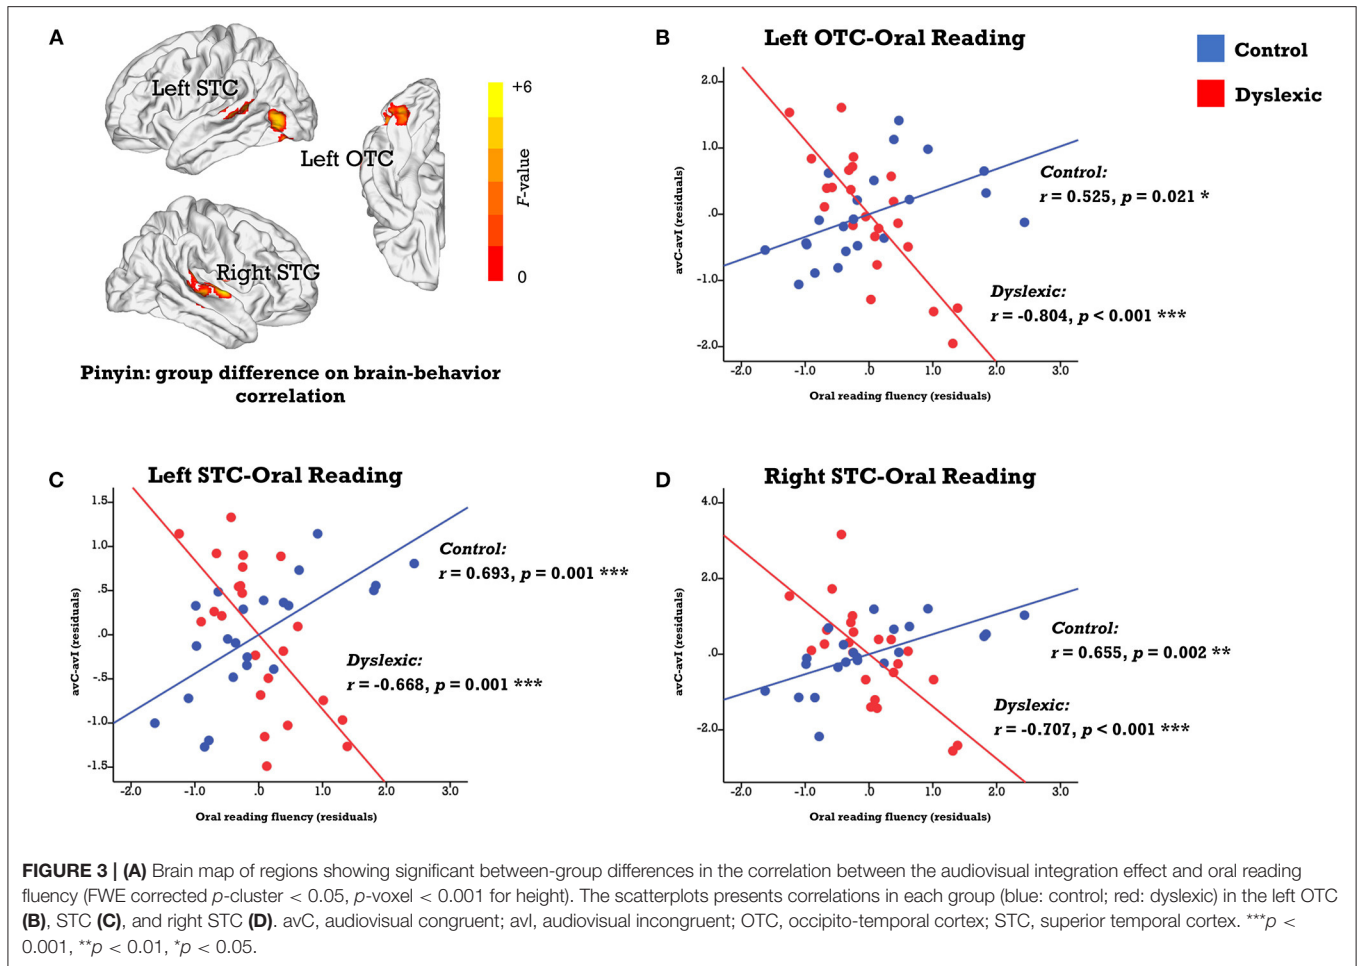 A
Left STC
Left OTC
Right STG
+6
F-value
0
Pinyin: group difference on brain-behavior
correlation
B
Left OTC-Oral Reading
Control
Dyslexic
2.0
1.0
.0
-1.0
-2.0
avC-avI (residuals)
Control:
r = 0.525, p = 0.021 *
Dyslexic:
r = -0.804, p < 0.001 ***
-2.0 -1.0 .0 1.0 2.0 3.0
Oral reading fluency (residuals)
C
Left STC-Oral Reading
1.5
1.0
.5
.0
-.5
-1.0
-1.5
avC-avI (residuals)
Control:
r = 0.693, p = 0.001 ***
Dyslexic:
r = -0.668, p = 0.001 ***
-2.0 -1.0 .0 1.0 2.0 3.0
Oral reading fluency (residuals)
D
Right STC-Oral Reading
4.0
2.0
.0
-2.0
avC-avI (residuals)
Control:
r = 0.655, p = 0.002 **
Dyslexic:
r = -0.707, p < 0.001 ***
-2.0 -1.0 .0 1.0 2.0 3.0
Oral reading fluency (residuals)
FIGURE 3 | (A) Brain map of regions showing significant between-group differences in the correlation between the audiovisual integration effect and oral reading
fluency (FWE corrected p-cluster < 0.05, p-voxel < 0.001 for height). The scatterplots presents correlations in each group (blue: control; red: dyslexic) in the left OTC
(B), STC (C), and right STC (D). avC, audiovisual congruent; avI, audiovisual incongruent; OTC, occipito-temporal cortex; STC, superior temporal cortex. ***p <
0.001, **p < 0.01, *p < 0.05.